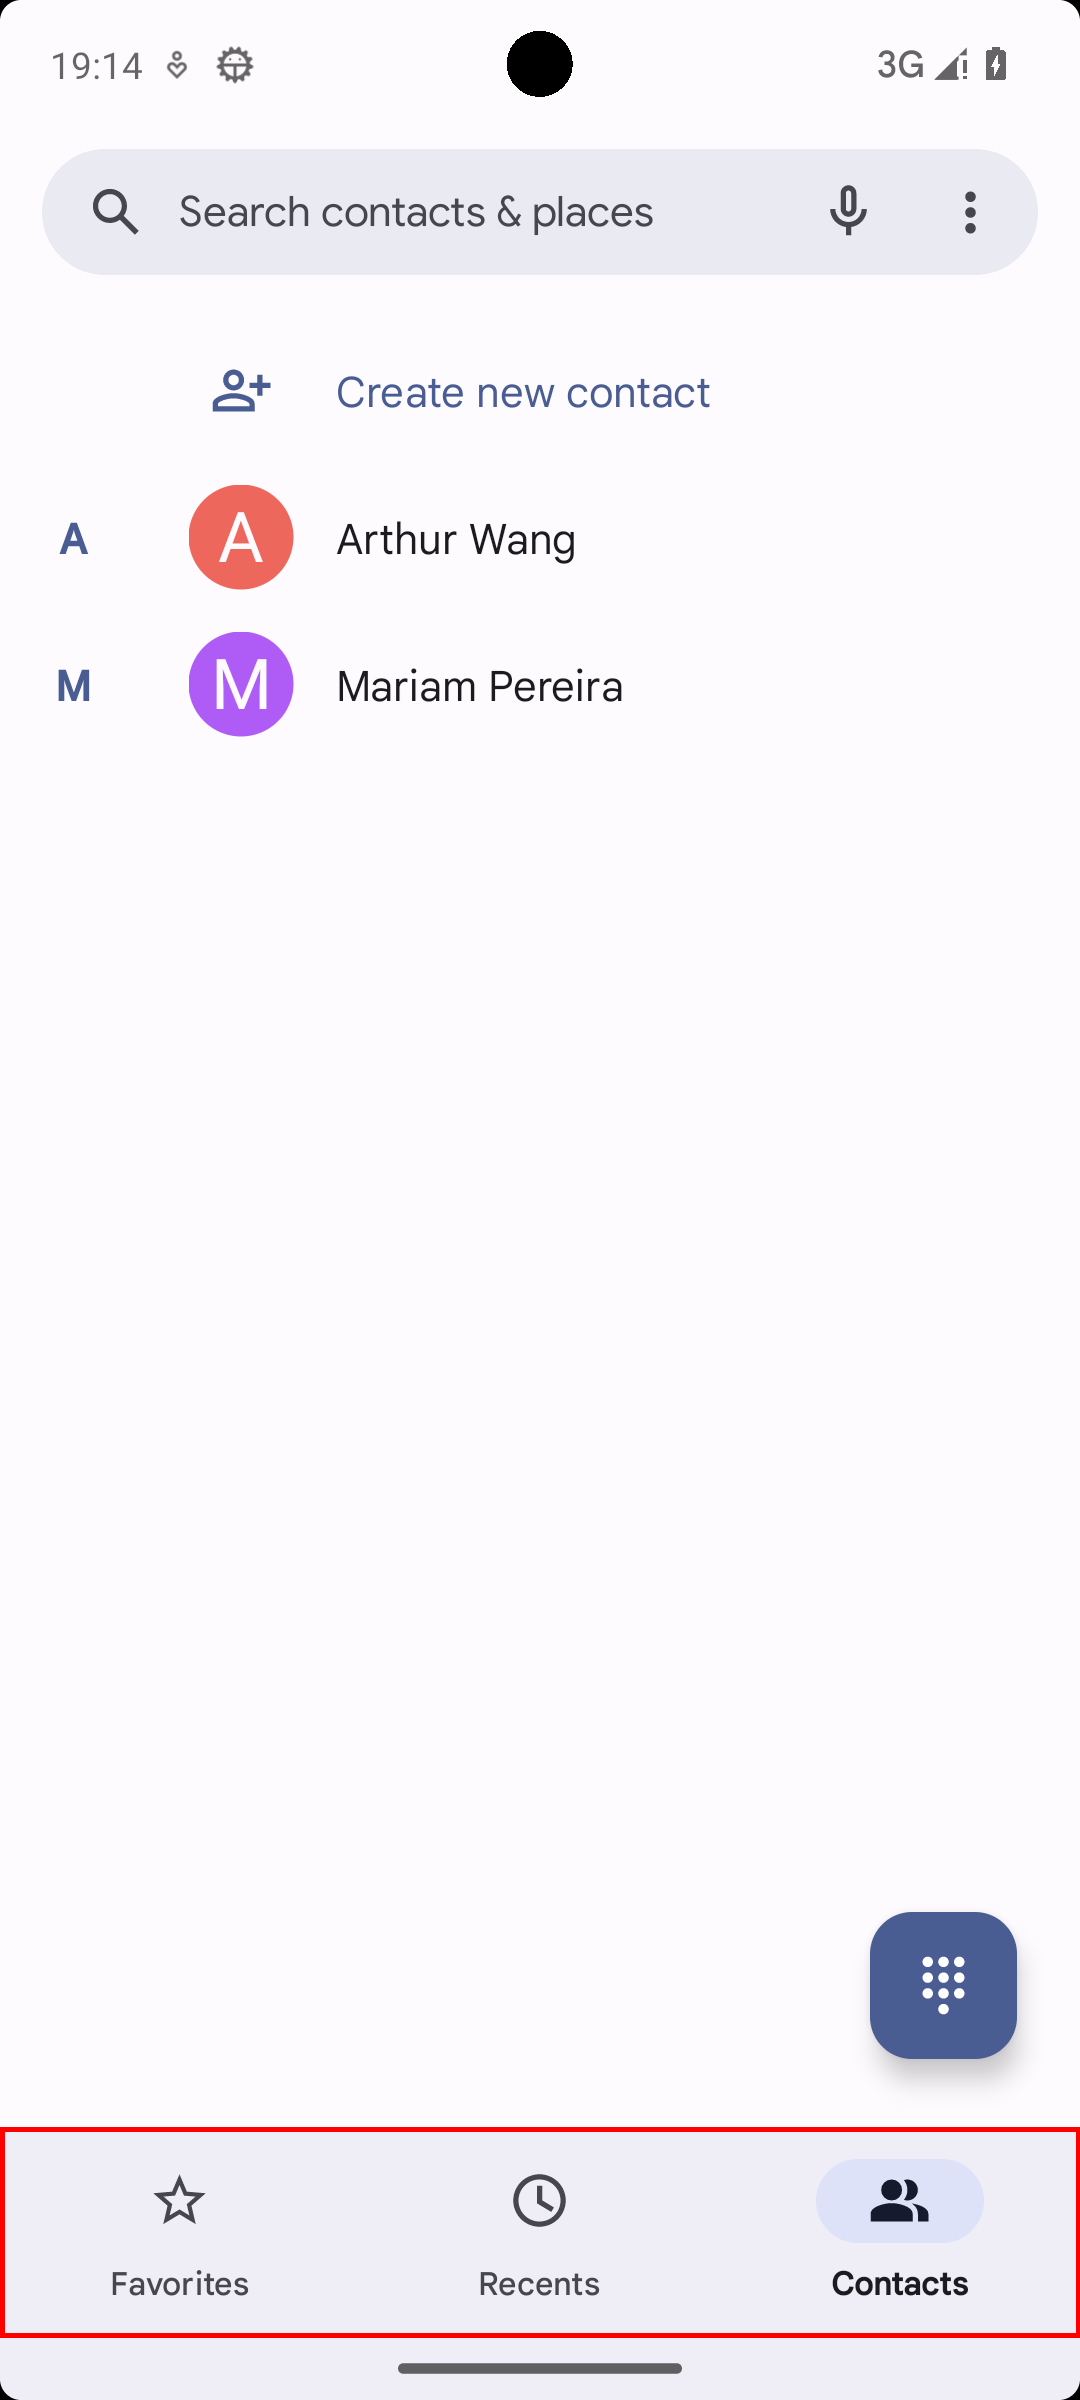 19:14 3G
Search contacts & places
Create new contact
A A Arthur Wang
M M Mariam Pereira
Favorites Recents Contacts